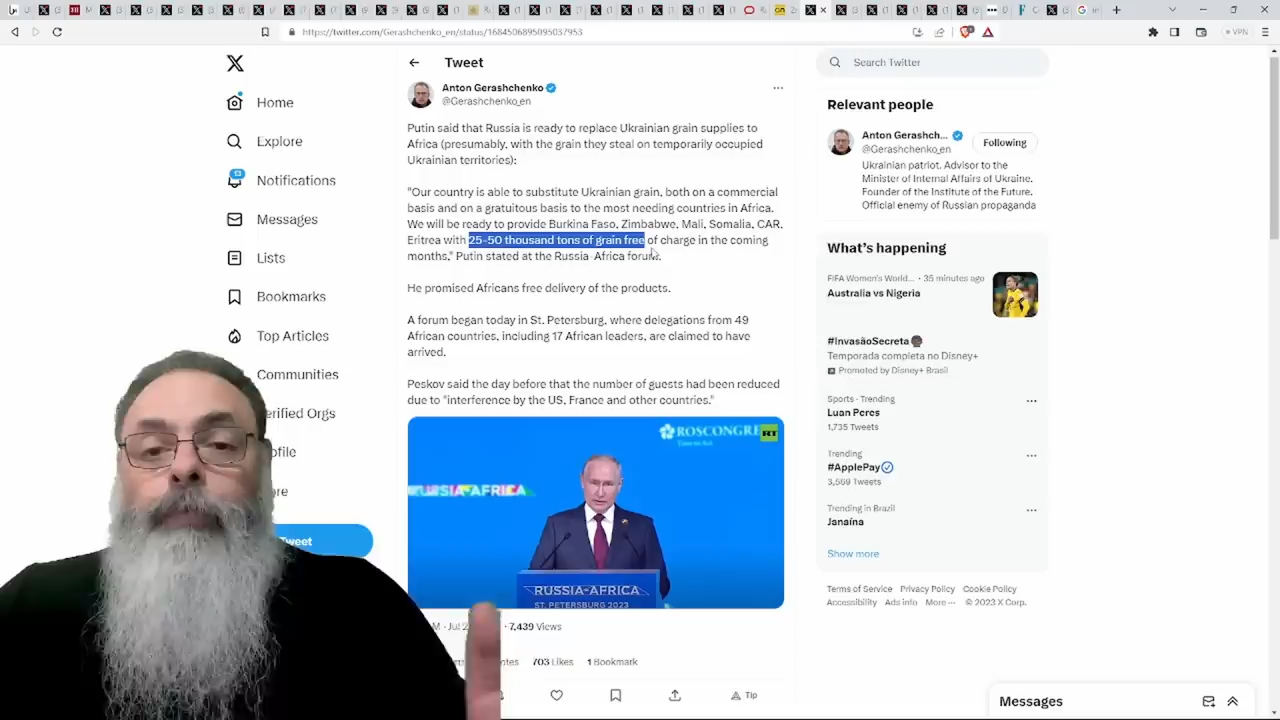 https://twitter.com/Gerashchenko_en/status/1684506895095037953
VPN
Home
Explore
Notifications
Messages
Lists
Bookmarks
Top Articles
Communities
erified Orgs
ofile
ore
Tweet
Tweet
Anton Gerashchenko
@Gerashchenko_en
Putin said that Russia is ready to replace Ukrainian grain supplies to
Africa (presumably, with the grain they steal on temporarily occupied
Ukrainian territories):
"Our country is able to substitute Ukrainian grain, both on a commercial
basis and on a gratuitous basis to the most needing countries in Africa.
We will be ready to provide Burkina Faso, Zimbabwe, Mali, Somalia, CAR,
Eritrea with 25-50 thousand tons of grain free of charge in the coming
months," Putin stated at the Russia-Africa forum.
He promised Africans free delivery of the products.
A forum began today in St. Petersburg, where delegations from 49
African countries, including 17 African leaders, are claimed to have
arrived.
Peskov said the day before that the number of guests had been reduced
due to "interference by the US, France and other countries."
ROSCONGRE
RT
RUSSIA-AFRICA
ST. PETERSBURG 2023
7,439 Views
703 Likes 1 Bookmark
Tip
Search Twitter
Relevant people
Anton Gerashch...
@Gerashchenko_en
Following
Ukrainian patriot. Advisor to the
Minister of Internal Affairs of Ukraine.
Founder of the Institute of the Future.
Official enemy of Russian propaganda
What's happening
FIFA Women's World... · 35 minutes ago
Australia vs Nigeria
#InvasãoSecreta
Temporada completa no Disney+
Promoted by Disney+ Brasil
Sports · Trending
Luan Peres
1,735 Tweets
Trending
#ApplePay
3,569 Tweets
Trending in Brazil
Janaína
Show more
Terms of Service Privacy Policy Cookie Policy
Accessibility Ads info More ··· © 2023 X Corp.
Messages